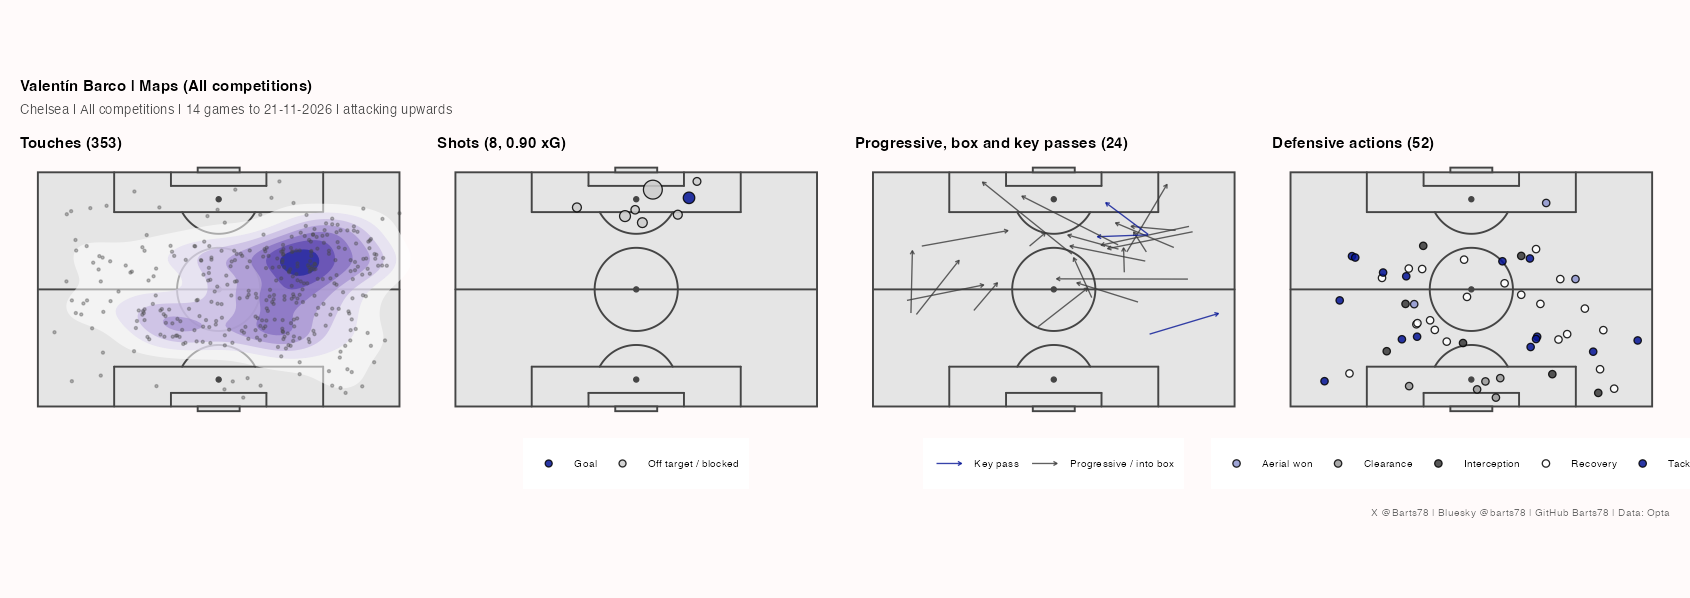 Valentín Barco | Maps (All competitions)
Chelsea | All competitions | 14 games to 21-11-2026 | attacking upwards
Touches (353)
Shots (8, 0.90 xG)
Progressive, box and key passes (24)
Defensive actions (52)
Goal
Off target / blocked
Key pass
Progressive / into box
Aerial won
Clearance
Interception
Recovery
Tack
X @Barts78 | Bluesky @barts78 | GitHub Barts78 | Data: Opta